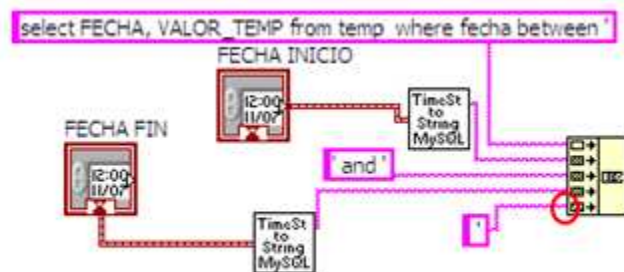 select FECHA, VALOR_TEMP from temp where fecha between '
FECHA INICIO
12:00
11/07
TimeSt
to
String
MySQL
FECHA FIN
12:00
11/07
' and '
TimeSt
to
String
MySQL
'